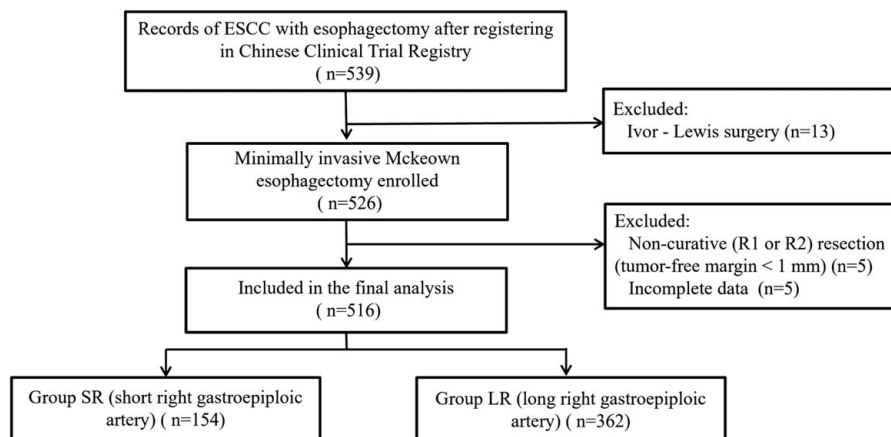 Records of ESCC with esophagectomy after registering
in Chinese Clinical Trial Registry
( n=539)
Excluded:
Ivor - Lewis surgery (n=13)
Minimally invasive Mckeown
esophagectomy enrolled
( n=526)
Excluded:
Non-curative (R1 or R2) resection
(tumor-free margin < 1 mm) (n=5)
Incomplete data (n=5)
Included in the final analysis
( n=516)
Group SR (short right gastroepiploic
artery) ( n=154)
Group LR (long right gastroepiploic
artery) ( n=362)